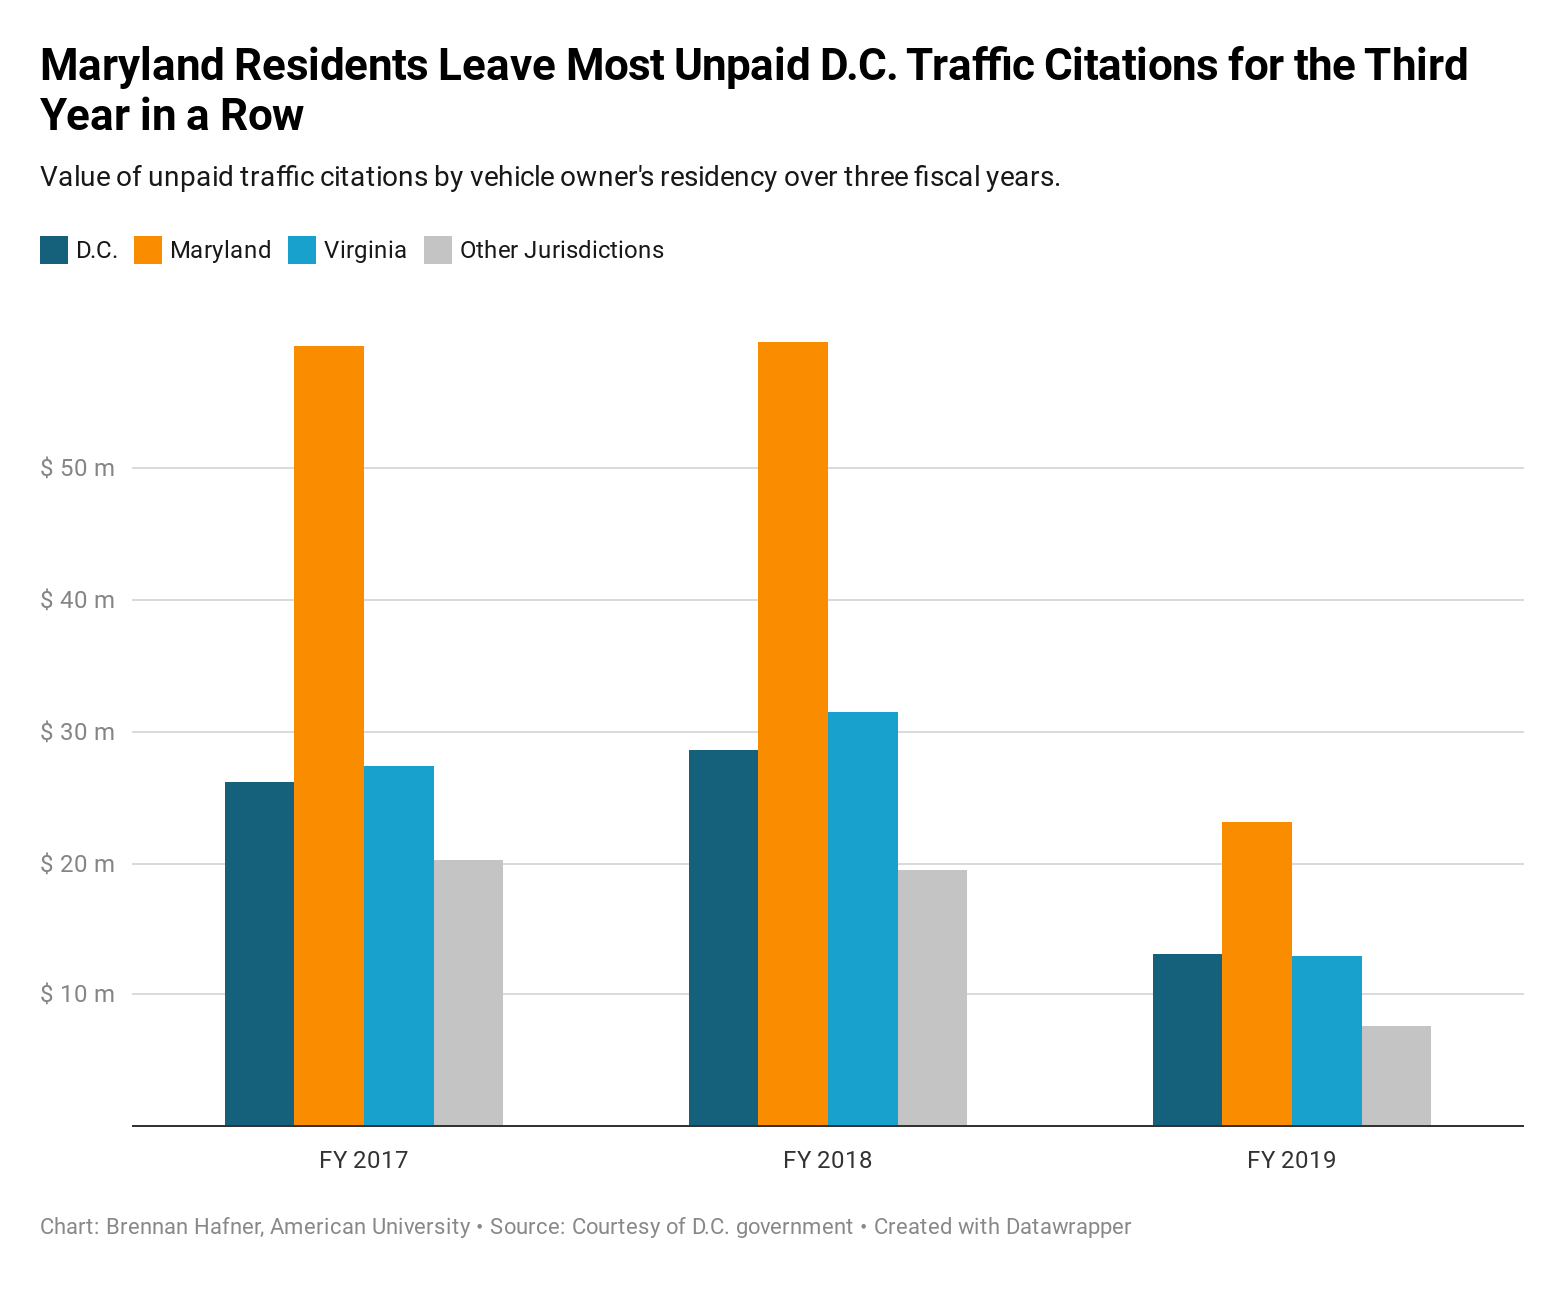 Maryland Residents Leave Most Unpaid D.C. Traffic Citations for the Third
Year in a Row
Value of unpaid traffic citations by vehicle owner's residency over three fiscal years.
D.C. Maryland Virginia Other Jurisdictions
$ 50 m
$ 40 m
$ 30 m
$ 20 m
$ 10 m
FY 2017 FY 2018 FY 2019
Chart: Brennan Hafner, American University • Source: Courtesy of D.C. government • Created with Datawrapper